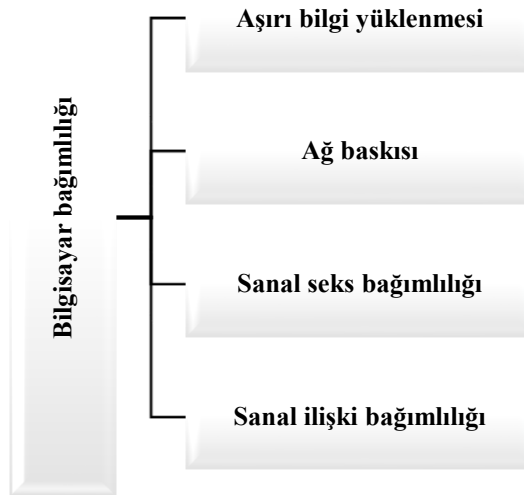 Bilgisayar bağımlılığı
Aşırı bilgi yüklenmesi
Ağ baskısı
Sanal seks bağımlılığı
Sanal ilişki bağımlılığı